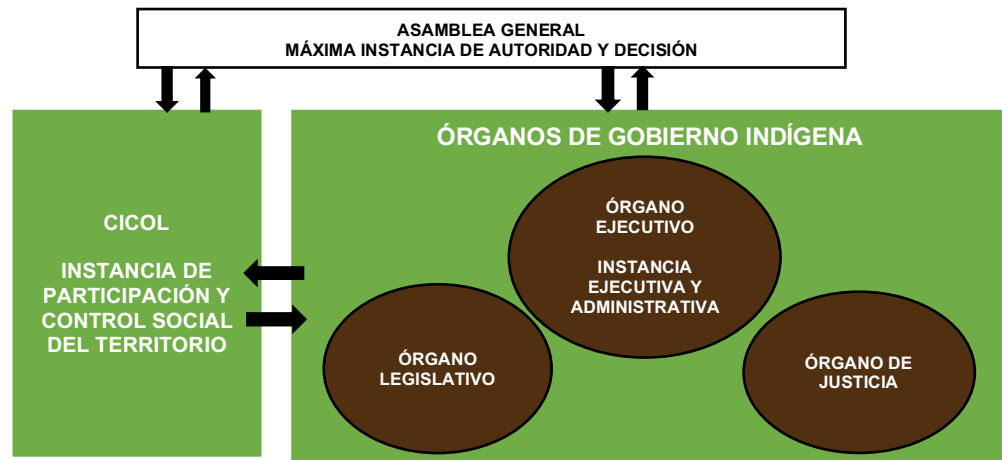 ASAMBLEA GENERAL
MÁXIMA INSTANCIA DE AUTORIDAD Y DECISIÓN
CICOL
INSTANCIA DE
PARTICIPACIÓN Y
CONTROL SOCIAL
DEL TERRITORIO
ÓRGANOS DE GOBIERNO INDÍGENA
ÓRGANO
EJECUTIVO
INSTANCIA
EJECUTIVA Y
ADMINISTRATIVA
ÓRGANO
LEGISLATIVO
ÓRGANO DE
JUSTICIA